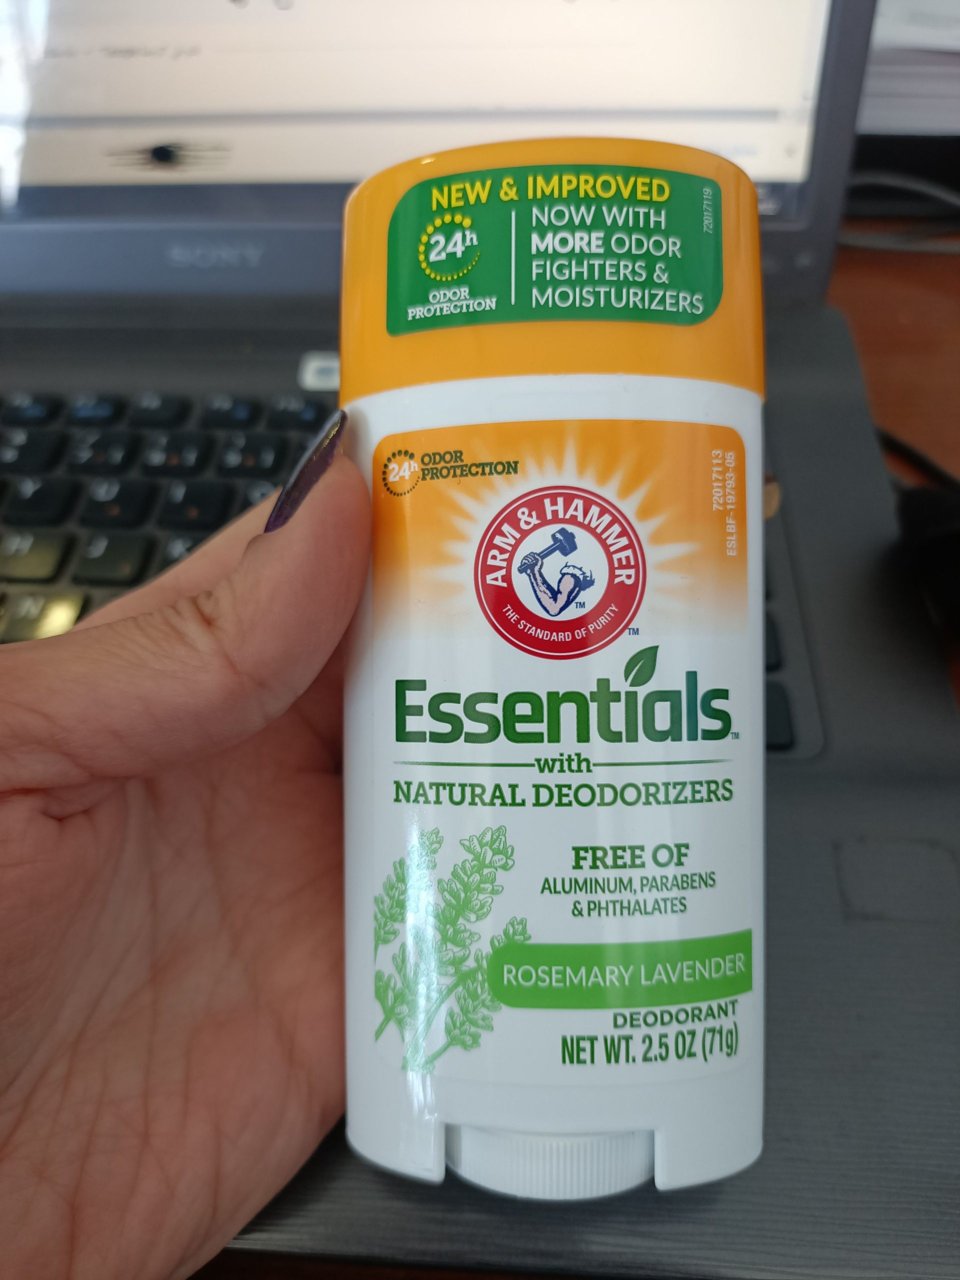 SONY
NEW & IMPROVED
24h
ODOR
PROTECTION
NOW WITH
MORE ODOR
FIGHTERS &
MOISTURIZERS
72017119
24h ODOR
PROTECTION
72017113
ESLBF-19793-05
ARM & HAMMER
TM
THE STANDARD OF PURITY
TM
Essentials™
with
NATURAL DEODORIZERS
FREE OF
ALUMINUM, PARABENS
& PHTHALATES
ROSEMARY LAVENDER
DEODORANT
NET WT. 2.5 OZ (71g)